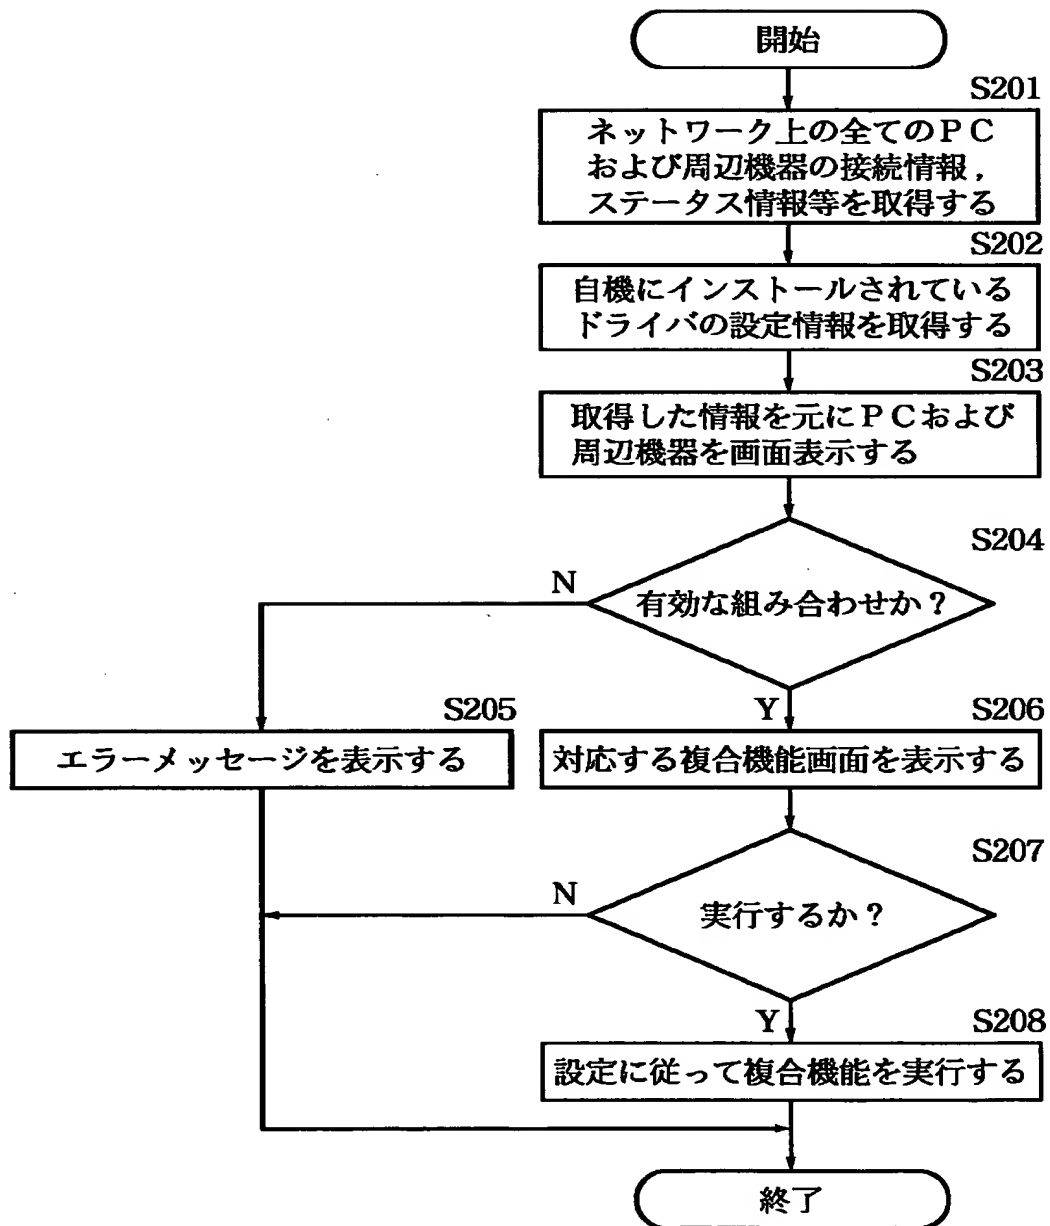 開始
S201
ネットワーク上の全てのPC
および周辺機器の接続情報,
ステータス情報等を取得する
S202
自機にインストールされている
ドライバの設定情報を取得する
S203
取得した情報を元にPCおよび
周辺機器を画面表示する
S204
有効な組み合わせか?
N
Y
S205
エラーメッセージを表示する
S206
対応する複合機能画面を表示する
S207
実行するか?
N
Y
S208
設定に従って複合機能を実行する
終了